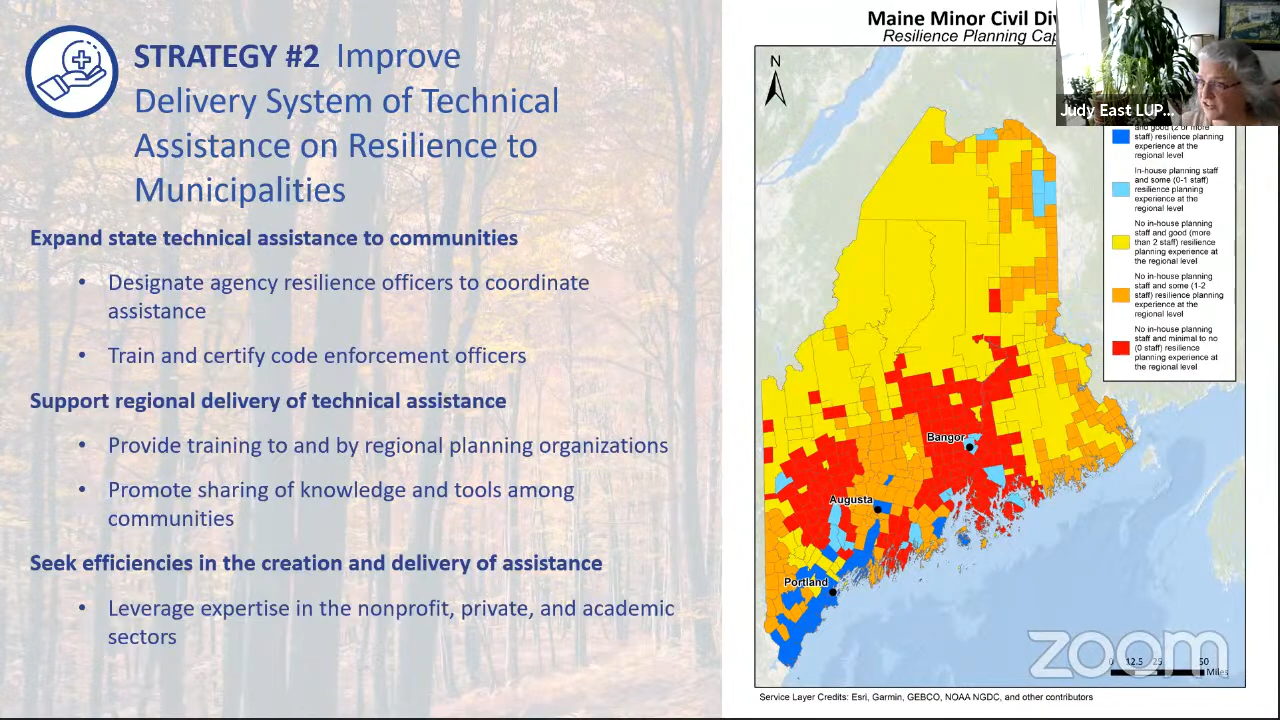 STRATEGY #2 Improve
Delivery System of Technical
Assistance on Resilience to
Municipalities
Expand state technical assistance to communities
• Designate agency resilience officers to coordinate
assistance
• Train and certify code enforcement officers
Support regional delivery of technical assistance
• Provide training to and by regional planning organizations
• Promote sharing of knowledge and tools among
communities
Seek efficiencies in the creation and delivery of assistance
• Leverage expertise in the nonprofit, private, and academic
sectors
Maine Minor Civil Div
Resilience Planning Cap
N
Judy East LUP...
and good (2 or more
staff) resilience planning
experience at the
regional level
In-house planning staff
and some (0-1 staff)
resilience planning
experience at the
regional level
No in-house planning
staff and good (more
than 2 staff) resilience
planning experience at
the regional level
No in-house planning
staff and some (1-2
staff) resilience planning
experience at the
regional level
No in-house planning
staff and minimal to no
(0 staff) resilience
planning experience at
the regional level
Bangor
Augusta
Portland
zoom
0 12.5 25 50
Miles
Service Layer Credits: Esri, Garmin, GEBCO, NOAA NGDC, and other contributors